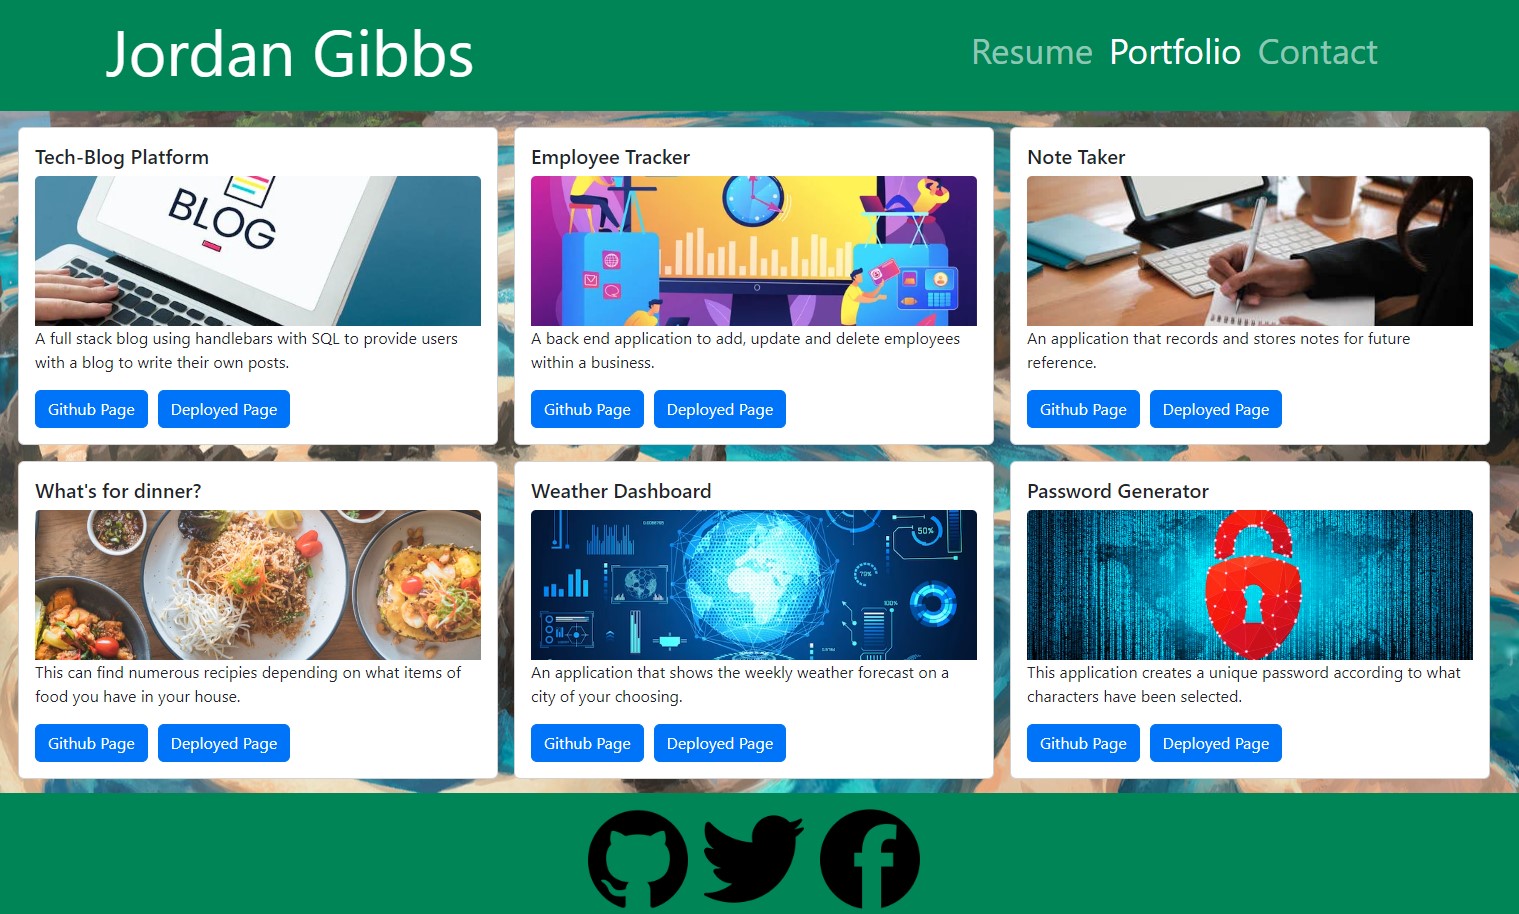 Jordan Gibbs
Resume Portfolio Contact
Tech-Blog Platform
BLOG
A full stack blog using handlebars with SQL to provide users
with a blog to write their own posts.
Github Page Deployed Page
Employee Tracker
A back end application to add, update and delete employees
within a business.
Github Page Deployed Page
Note Taker
An application that records and stores notes for future
reference.
Github Page Deployed Page
What's for dinner?
This can find numerous recipies depending on what items of
food you have in your house.
Github Page Deployed Page
Weather Dashboard
50%
70%
100%
An application that shows the weekly weather forecast on a
city of your choosing.
Github Page Deployed Page
Password Generator
This application creates a unique password according to what
characters have been selected.
Github Page Deployed Page